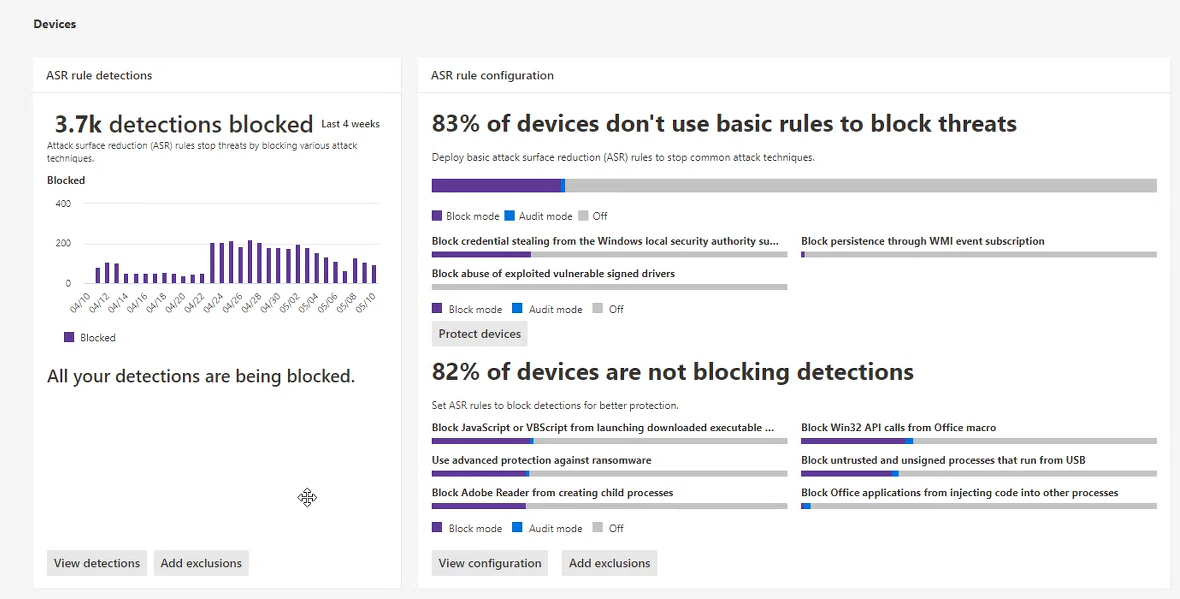 Devices
ASR rule detections
3.7k detections blocked Last 4 weeks
Attack surface reduction (ASR) rules stop threats by blocking various attack
techniques.
Blocked
400
200
0
04/10 04/12 04/14 04/16 04/18 04/20 04/22 04/24 04/26 04/28 04/30 05/02 05/04 05/06 05/08 05/10
Blocked
All your detections are being blocked.
View detections Add exclusions
ASR rule configuration
83% of devices don't use basic rules to block threats
Deploy basic attack surface reduction (ASR) rules to stop common attack techniques.
Block mode Audit mode Off
Block credential stealing from the Windows local security authority su... Block persistence through WMI event subscription
Block abuse of exploited vulnerable signed drivers
Block mode Audit mode Off
Protect devices
82% of devices are not blocking detections
Set ASR rules to block detections for better protection.
Block JavaScript or VBScript from launching downloaded executable ... Block Win32 API calls from Office macro
Use advanced protection against ransomware Block untrusted and unsigned processes that run from USB
Block Adobe Reader from creating child processes Block Office applications from injecting code into other processes
Block mode Audit mode Off
View configuration Add exclusions